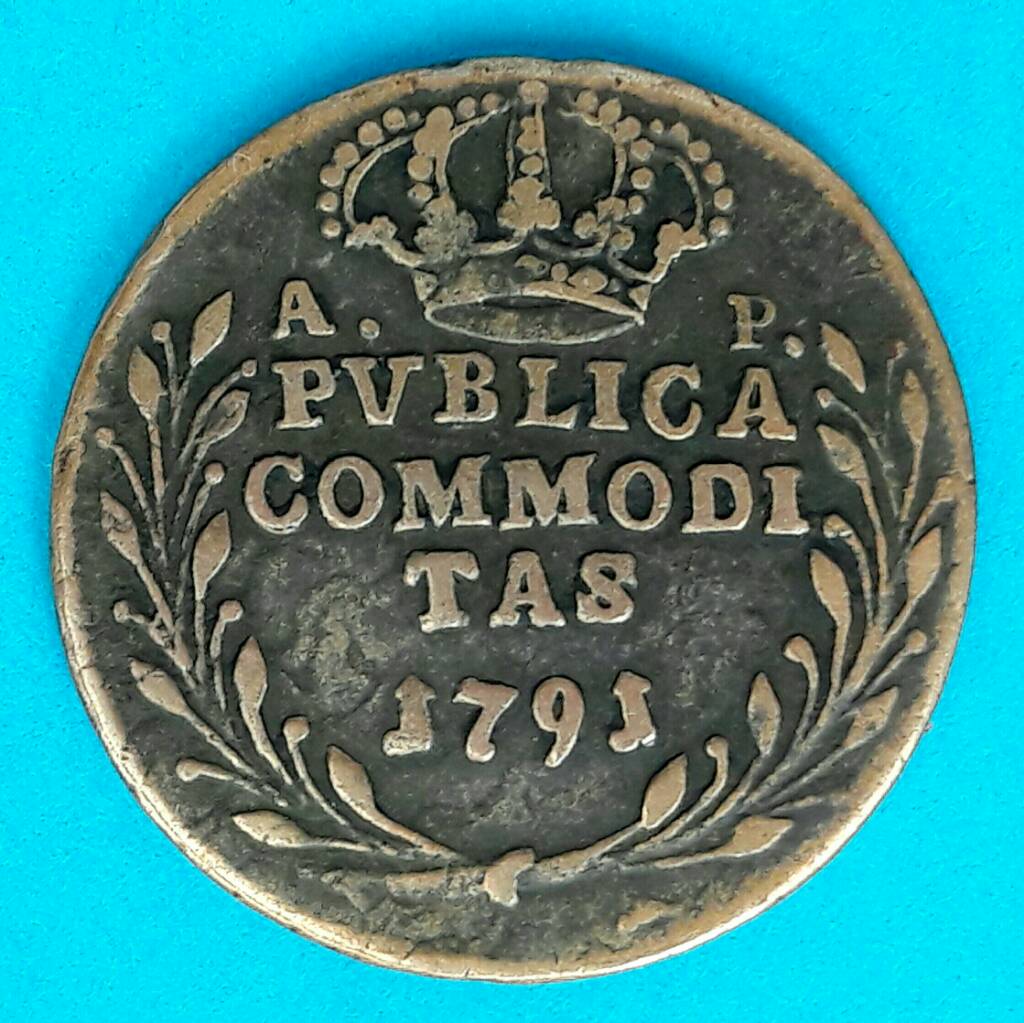 A. P.
PVBLICA
COMMODI
TAS
1791